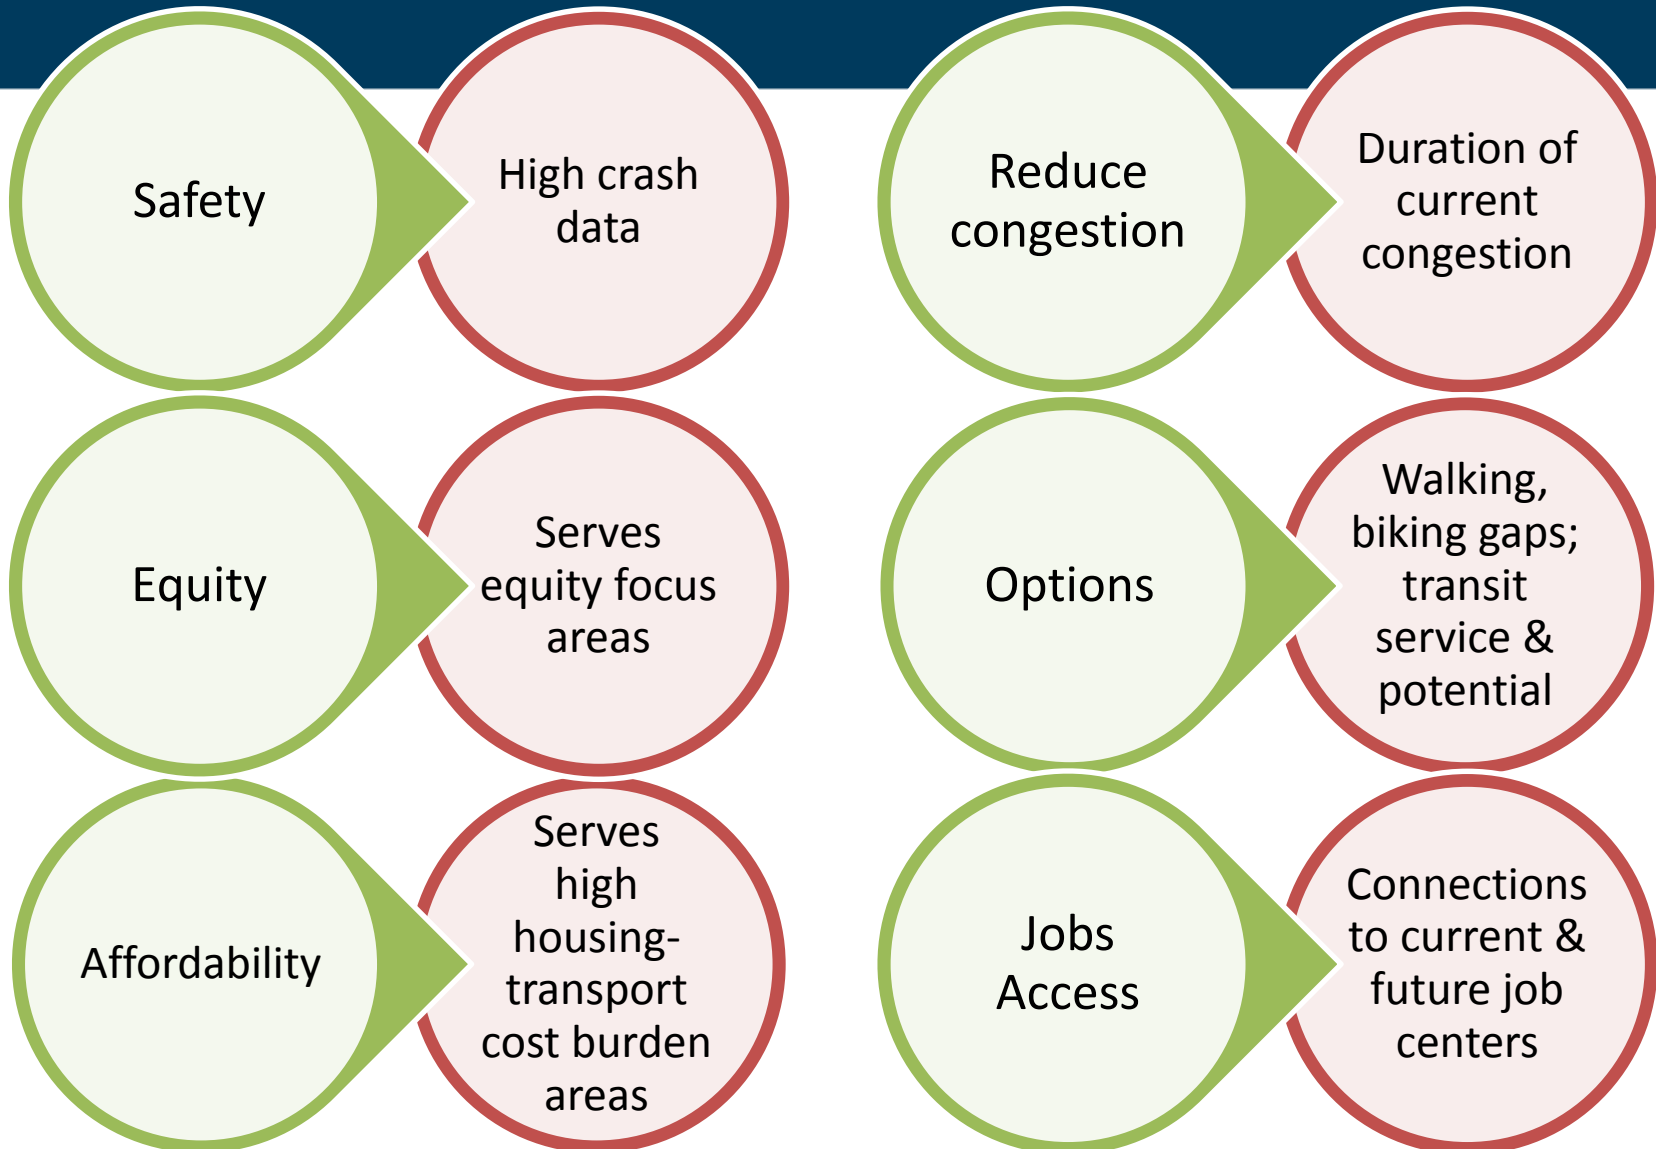 Safety
High crash
data
Reduce
congestion
Duration of
current
congestion
Equity
Serves
equity focus
areas
Options
Walking,
biking gaps;
transit
service &
potential
Affordability
Serves
high
housing-
transport
cost burden
areas
Jobs
Access
Connections
to current &
future job
centers